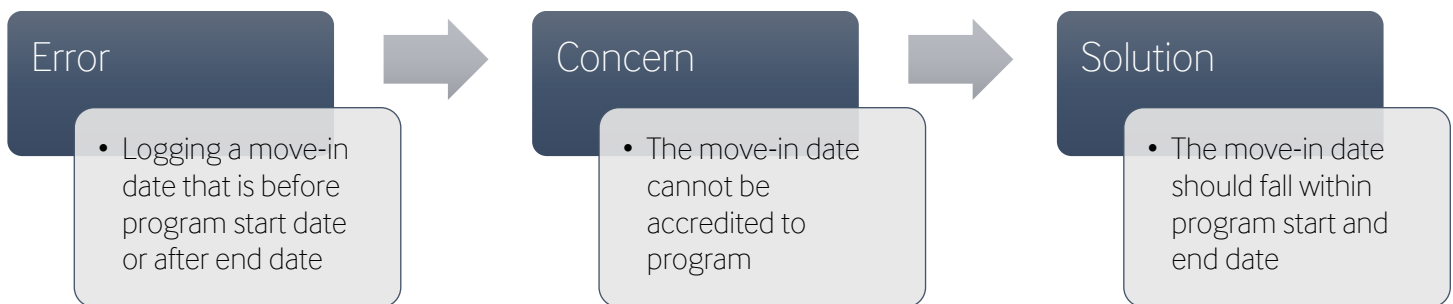 Error
• Logging a move-in
date that is before
program start date
or after end date
Concern
• The move-in date
cannot be
accredited to
program
Solution
• The move-in date
should fall within
program start and
end date